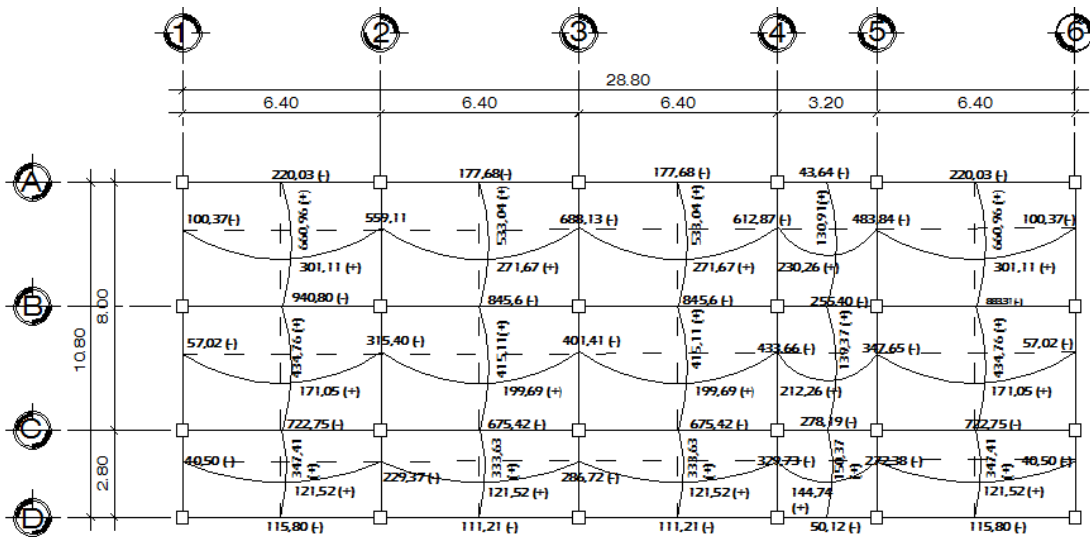 1 2 3 4 5 6
28.80
6.40 6.40 6.40 3.20 6.40
A
220,03 (-) 177,68(-) 177,68 (-) 43,64 (-) 220,03 (-)
660,96 (+) 533,04 (+) 533,04 (+) 130,91(+) 660,96 (+)
100,37(-) 559,11 688,13 (-) 612,87 (-) 483,84 (-) 100,37(-)
301,11 (+) 271,67 (+) 271,67 (+) 230,26 (+) 301,11 (+)
8.00
10.80
B
940,80 (-) 845,6 (-) 845,6 (-) 255,40 (-)
434,76 (+) 415,11(+) 415,11 (+) 139,37 (+) 434,76 (+)
57,02 (-) 315,40 (-) 401,41 (-) 433,66 (-) 347,65 (-) 57,02 (-)
171,05 (+) 199,69 (+) 199,69 (+) 212,26 (+) 171,05 (+)
C
722,75 (-) 675,42 (-) 675,42 (-) 278,19 (-) 722,75 (-)
2.80
347,41 (+) 333,63 (+) 333,63 (+) 150,37 (+) 347,41 (+)
40,50 (-) 229,37 (-) 286,72 (-) 329,73 (-) 272,38 (-) 40,50 (-)
121,52 (+) 121,52 (+) 121,52 (+) 144,74 (+) 121,52 (+)
D
115,80 (-) 111,21 (-) 111,21 (-) 50,12 (-) 115,80 (-)